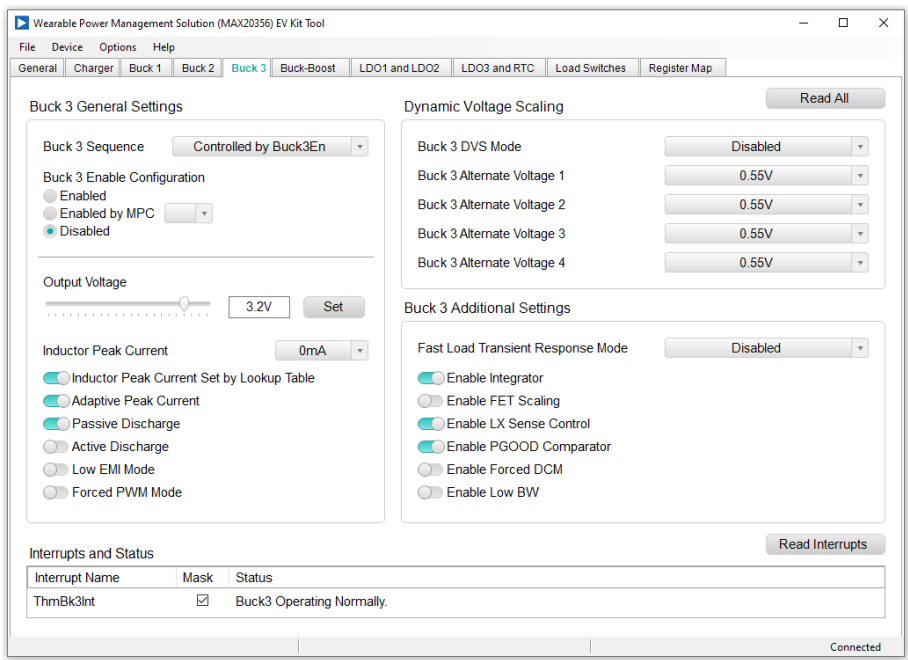 Wearable Power Management Solution (MAX20356) EV Kit Tool
File Device Options Help
General Charger Buck 1 Buck 2 Buck 3 Buck-Boost LDO1 and LDO2 LDO3 and RTC Load Switches Register Map
Read All
Buck 3 General Settings
Buck 3 Sequence Controlled by Buck3En
Buck 3 Enable Configuration
Enabled
Enabled by MPC
Disabled
Output Voltage
3.2V Set
Inductor Peak Current 0mA
Inductor Peak Current Set by Lookup Table
Adaptive Peak Current
Passive Discharge
Active Discharge
Low EMI Mode
Forced PWM Mode
Dynamic Voltage Scaling
Buck 3 DVS Mode Disabled
Buck 3 Alternate Voltage 1 0.55V
Buck 3 Alternate Voltage 2 0.55V
Buck 3 Alternate Voltage 3 0.55V
Buck 3 Alternate Voltage 4 0.55V
Buck 3 Additional Settings
Fast Load Transient Response Mode Disabled
Enable Integrator
Enable FET Scaling
Enable LX Sense Control
Enable PGOOD Comparator
Enable Forced DCM
Enable Low BW
Read Interrupts
Interrupts and Status
Interrupt Name Mask Status
ThmBk3Int Buck3 Operating Normally.
Connected